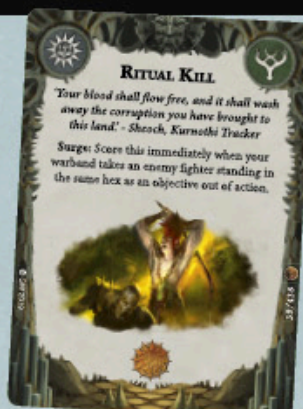 RITUAL KILL
'Your blood shall flow free, and it shall wash
away the corruption you have brought to
this land.' - Skeoch, Kurnothi Tracker
Surge: Score this immediately when your
warband takes an enemy fighter standing in
the same hex as an objective out of action.